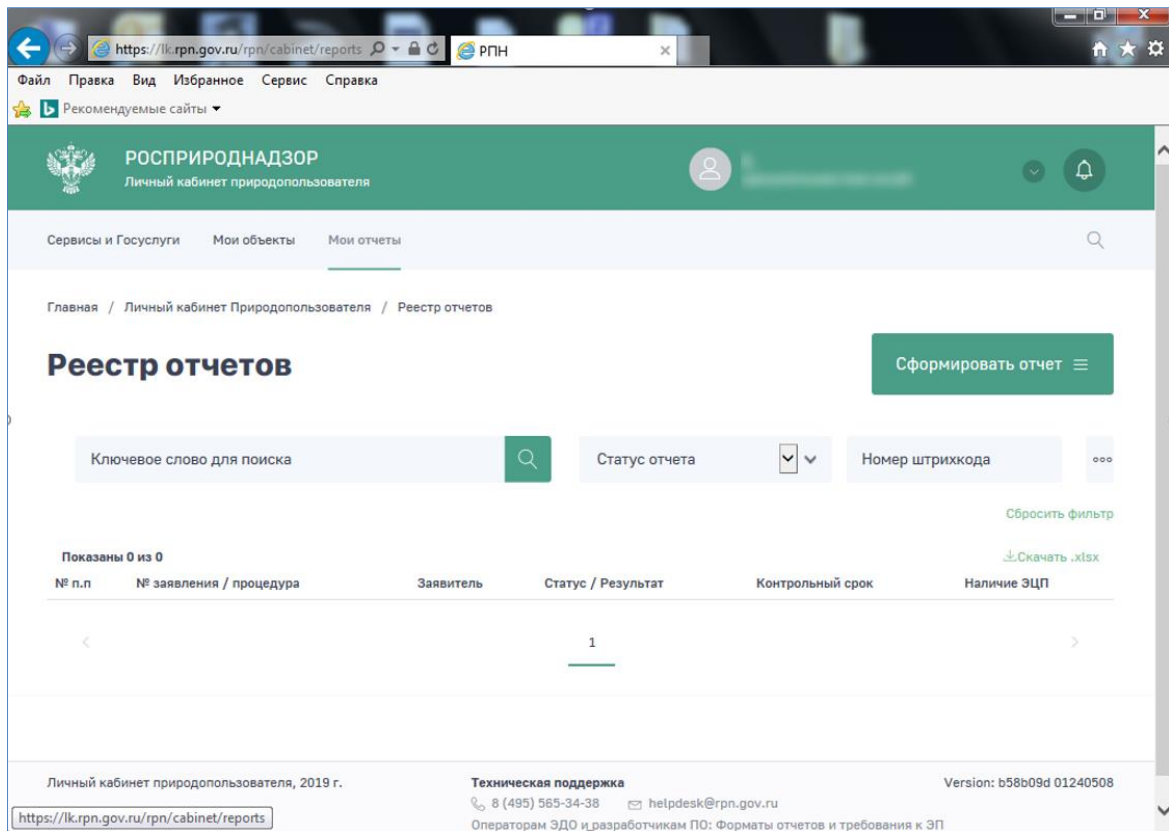 https://lk.rpn.gov.ru/rpn/cabinet/reports
РПН
Файл Правка Вид Избранное Сервис Справка
Рекомендуемые сайты
РОСПРИРОДНАДЗОР
Личный кабинет природопользователя
Сервисы и Госуслуги Мои объекты Мои отчеты
Главная / Личный кабинет Природопользователя / Реестр отчетов
Реестр отчетов
Сформировать отчет
Ключевое слово для поиска
Статус отчета
Номер штрихкода
Сбросить фильтр
Показаны 0 из 0
Скачать .xlsx
№ п.п № заявления / процедура Заявитель Статус / Результат Контрольный срок Наличие ЭЦП
1
Личный кабинет природопользователя, 2019 г.
Техническая поддержка
Version: b58b09d 01240508
8 (495) 565-34-38 helpdesk@rpn.gov.ru
https://lk.rpn.gov.ru/rpn/cabinet/reports
Операторам ЭДО и разработчикам ПО: Форматы отчетов и требования к ЭП